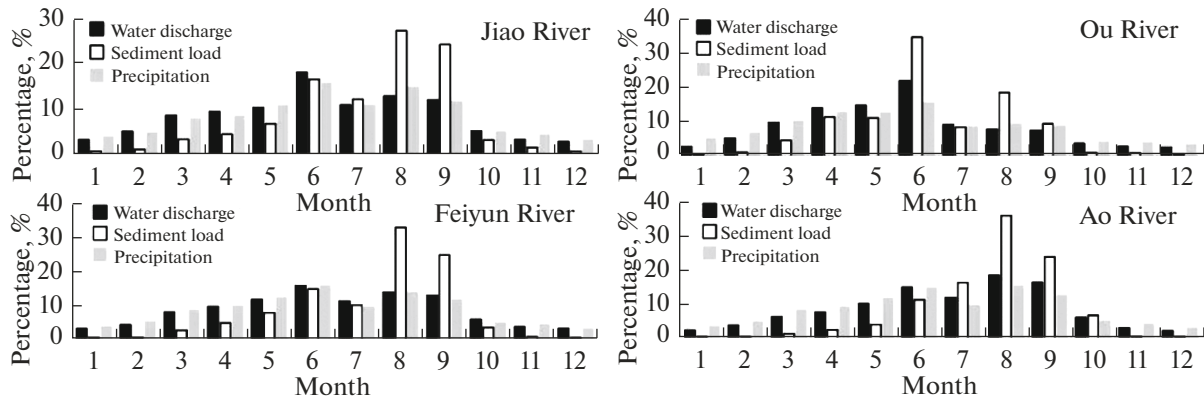 Jiao River
Percentage, %
30
20
10
0
Water discharge
Sediment load
Precipitation
1 2 3 4 5 6 7 8 9 10 11 12
Month
Ou River
Percentage, %
40
30
20
10
0
Water discharge
Sediment load
Precipitation
1 2 3 4 5 6 7 8 9 10 11 12
Month
Feiyun River
Percentage, %
40
30
20
10
0
Water discharge
Sediment load
Precipitation
1 2 3 4 5 6 7 8 9 10 11 12
Month
Ao River
Percentage, %
40
30
20
10
0
Water discharge
Sediment load
Precipitation
1 2 3 4 5 6 7 8 9 10 11 12
Month